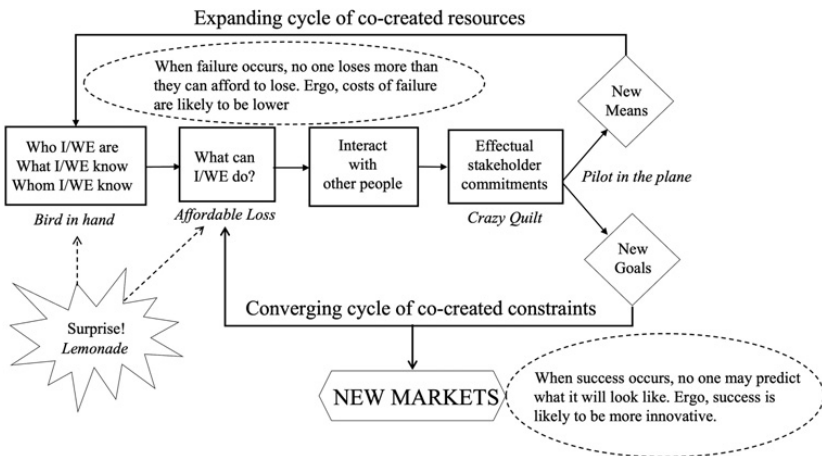 Expanding cycle of co-created resources
When failure occurs, no one loses more than
they can afford to lose. Ergo, costs of failure
are likely to be lower
New
Means
Who I/WE are
What I/WE know
Whom I/WE know
Bird in hand
What can
I/WE do?
Affordable Loss
Interact
with
other people
Effectual
stakeholder
commitments
Crazy Quilt
Pilot in the plane
New
Goals
Surprise!
Lemonade
Converging cycle of co-created constraints
NEW MARKETS
When success occurs, no one may predict
what it will look like. Ergo, success is
likely to be more innovative.